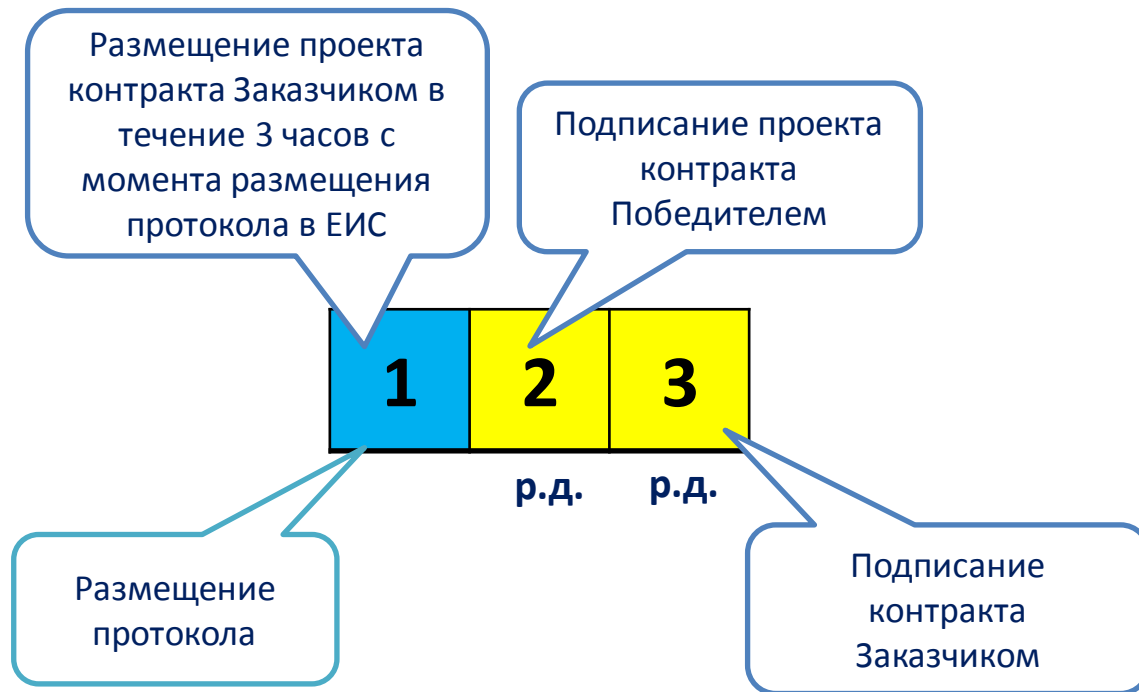 Размещение проекта
контракта Заказчиком в
течение 3 часов с
момента размещения
протокола в ЕИС
Подписание проекта
контракта
Победителем
1
2
3
р.д.
р.д.
Размещение
протокола
Подписание
контракта
Заказчиком